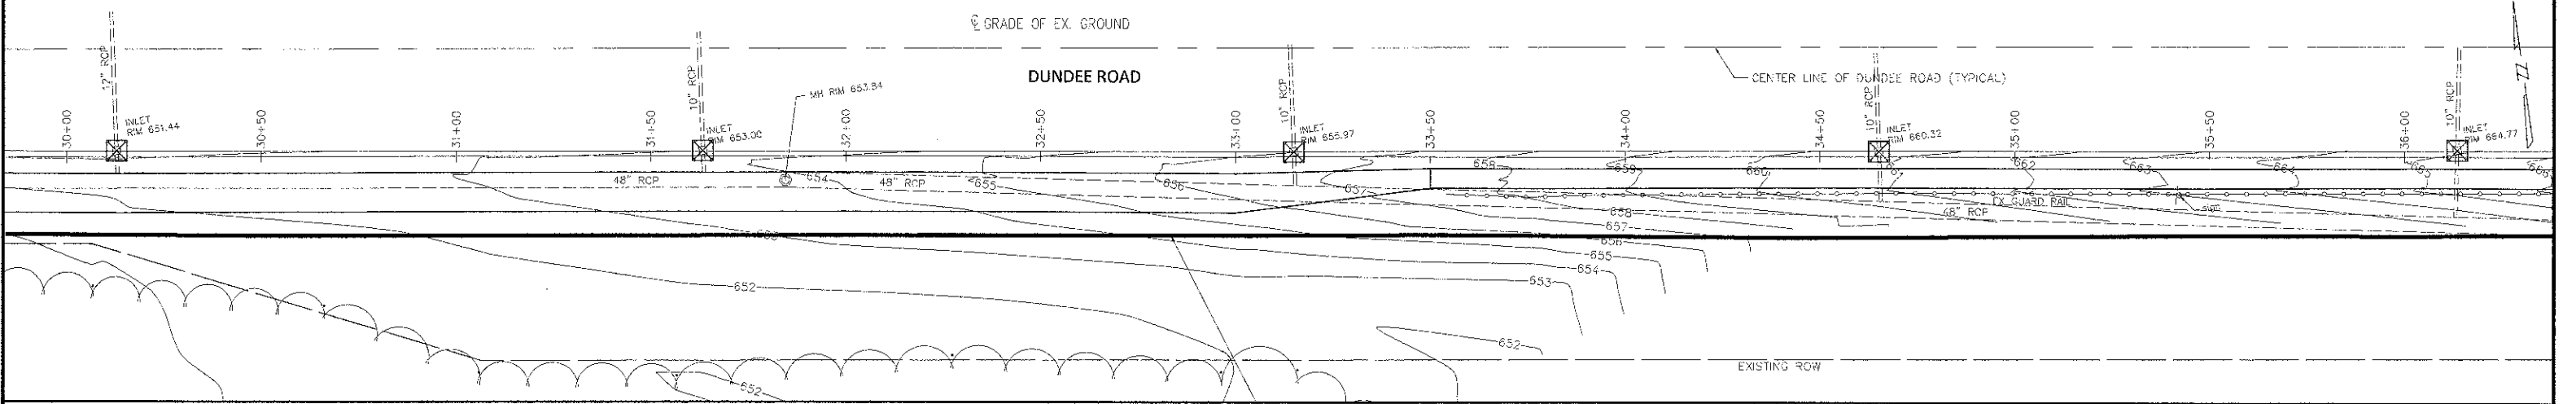 ℄ GRADE OF EX. GROUND
DUNDEE ROAD
CENTER LINE OF DUNDEE ROAD (TYPICAL)
12" RCP
10" RCP
10" RCP
10" RCP
10" RCP
MH RIM 653.84
30+00
INLET
RIM 651.44
30+50
31+00
31+50
INLET
RIM 653.00
32+00
32+50
33+00
INLET
RIM 655.97
33+50
34+00
34+50
INLET
RIM 660.32
35+00
35+50
36+00
INLET
RIM 664.77
48" RCP
654
48" RCP
655
656
657
658
659
660
661
662
663
664
665
666
658
657
EX GUARD RAIL
48" RCP
SIGN
653
656
655
654
653
652
652
652
EXISTING ROW
Z